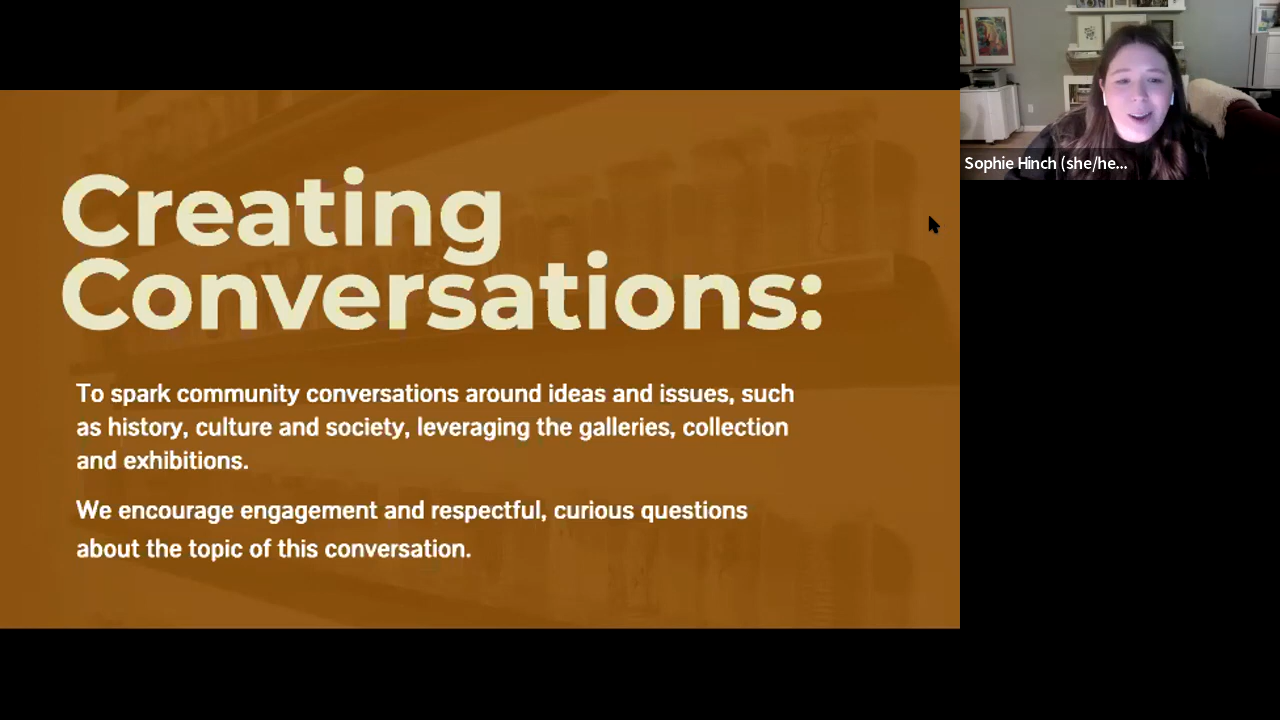 Creating
Conversations:
To spark community conversations around ideas and issues, such
as history, culture and society, leveraging the galleries, collection
and exhibitions.
We encourage engagement and respectful, curious questions
about the topic of this conversation.
Sophie Hinch (she/he...